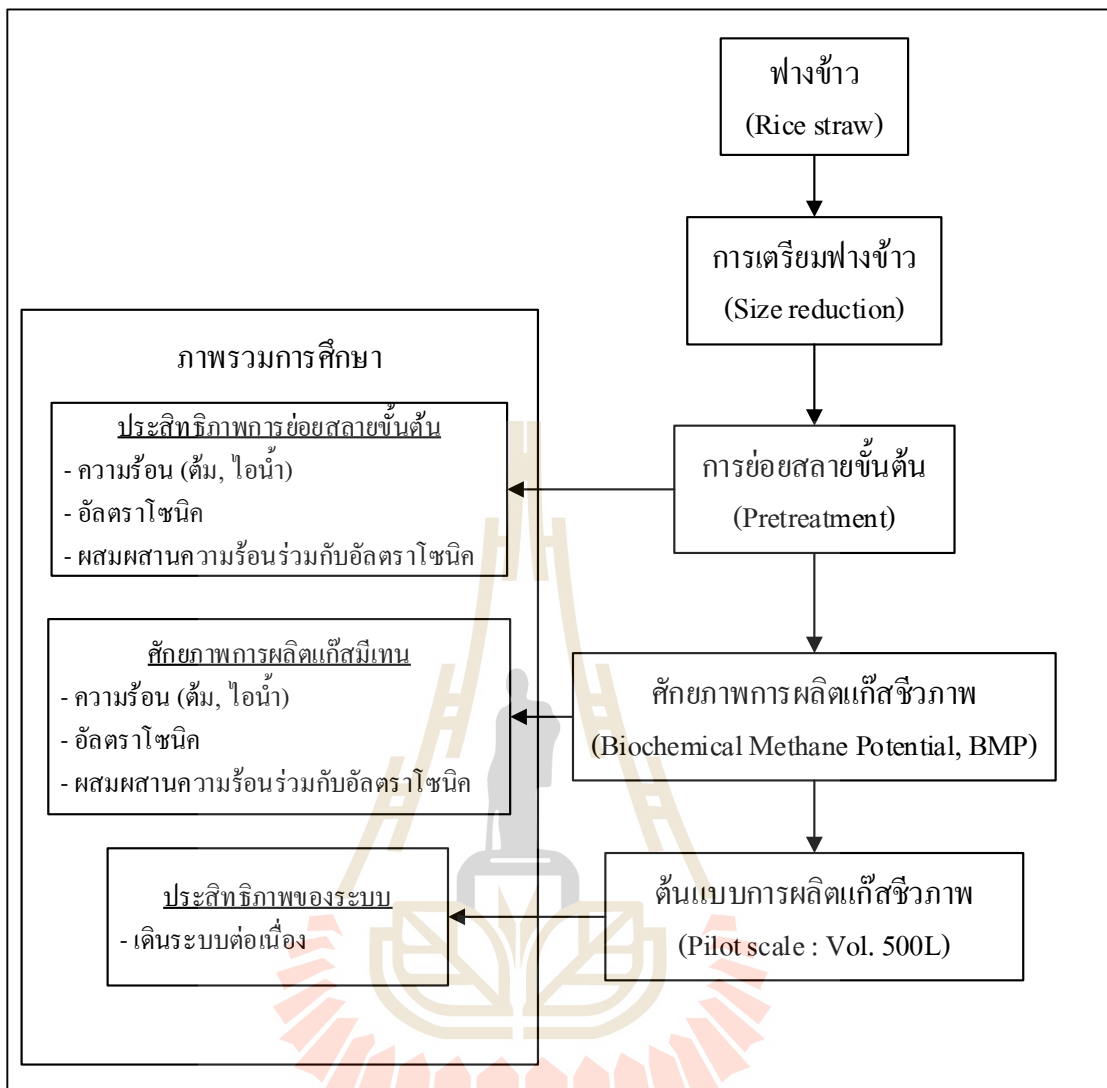 ฟางข้าว
(Rice straw)
การเตรียมฟางข้าว
(Size reduction)
ภาพรวมการศึกษา
ประสิทธิภาพการย่อยสลายขั้นต้น
- ความร้อน (ต้ม, ไอน้ำ)
- อัลตราโซนิค
- ผสมผสานความร้อนร่วมกับอัลตราโซนิค
การย่อยสลายขั้นต้น
(Pretreatment)
ศักยภาพการผลิตแก๊สมีเทน
- ความร้อน (ต้ม, ไอน้ำ)
- อัลตราโซนิค
- ผสมผสานความร้อนร่วมกับอัลตราโซนิค
ศักยภาพการผลิตแก๊สชีวภาพ
(Biochemical Methane Potential, BMP)
ประสิทธิภาพของระบบ
- เดินระบบต่อเนื่อง
ต้นแบบการผลิตแก๊สชีวภาพ
(Pilot scale : Vol. 500L)